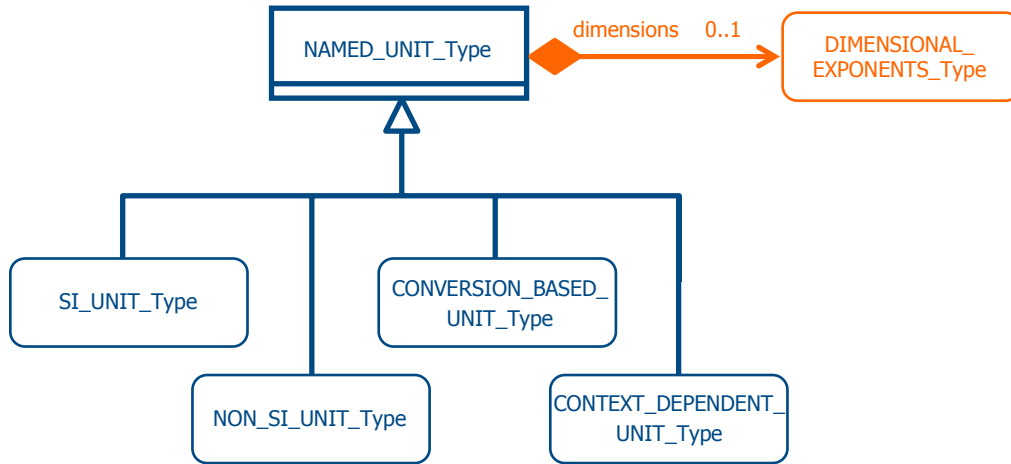 NAMED_UNIT_Type
dimensions 0..1
DIMENSIONAL_
EXPONENTS_Type
SI_UNIT_Type
CONVERSION_BASED_
UNIT_Type
NON_SI_UNIT_Type
CONTEXT_DEPENDENT_
UNIT_Type